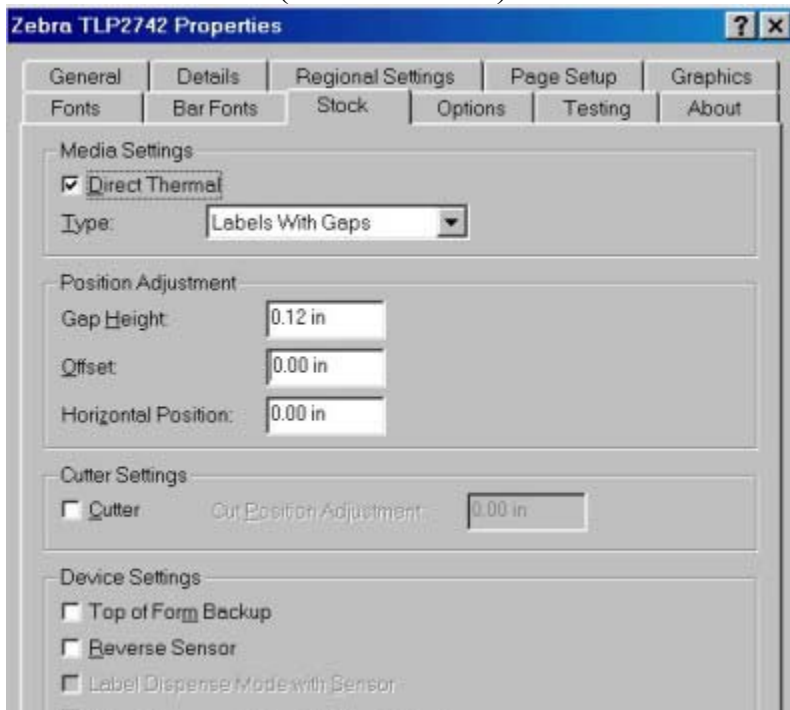 Zebra TLP2742 Properties
General Details Regional Settings Page Setup Graphics
Fonts Bar Fonts Stock Options Testing About
Media Settings
Direct Thermal
Type: Labels With Gaps
Position Adjustment
Gap Height: 0.12 in
Offset: 0.00 in
Horizontal Position: 0.00 in
Cutter Settings
Cutter Cut Position Adjustment: 0.00 in
Device Settings
Top of Form Backup
Reverse Sensor
Label Dispense Mode with Sensor